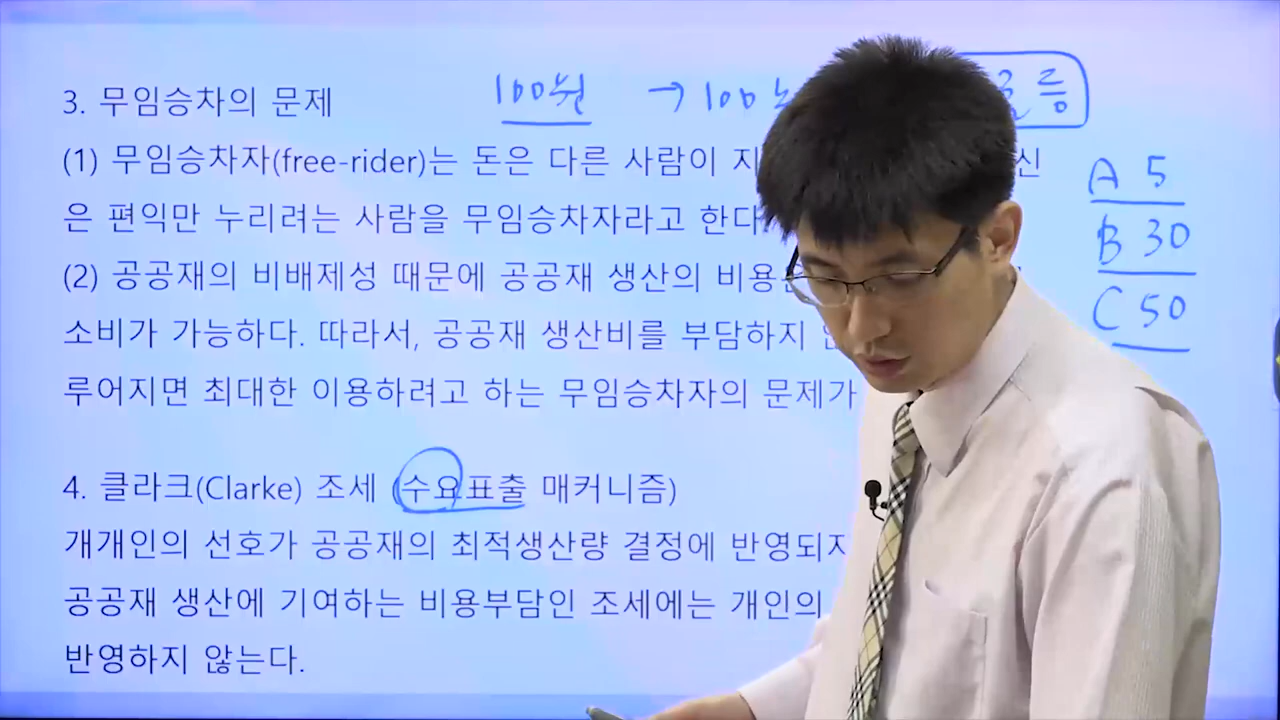 100원 → 100
3. 무임승차의 문제
(1) 무임승차자(free-rider)는 돈은 다른 사람이 지 신
은 편익만 누리려는 사람을 무임승차자라고 한다
(2) 공공재의 비배제성 때문에 공공재 생산의 비용
소비가 가능하다. 따라서, 공공재 생산비를 부담하지
루어지면 최대한 이용하려고 하는 무임승차자의 문제가
A 5
B 30
C 50
4. 클라크(Clarke) 조세 (수요표출 매커니즘)
개개인의 선호가 공공재의 최적생산량 결정에 반영되지
공공재 생산에 기여하는 비용부담인 조세에는 개인의
반영하지 않는다.